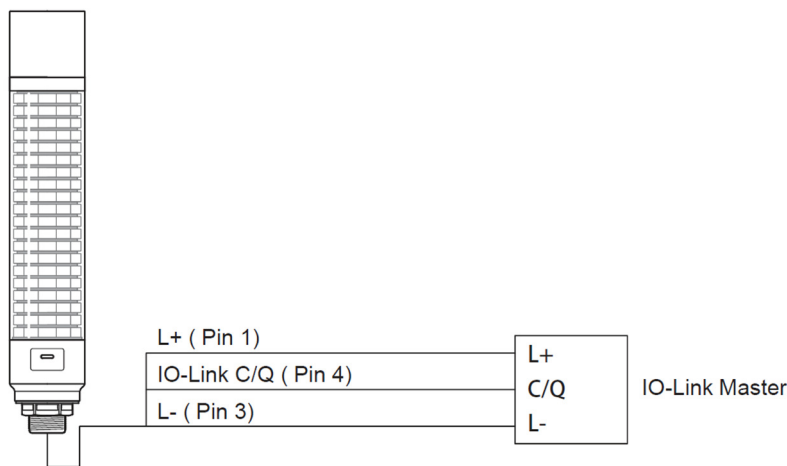 L+ ( Pin 1)
IO-Link C/Q ( Pin 4)
L- ( Pin 3)
L+
C/Q
L-
IO-Link Master